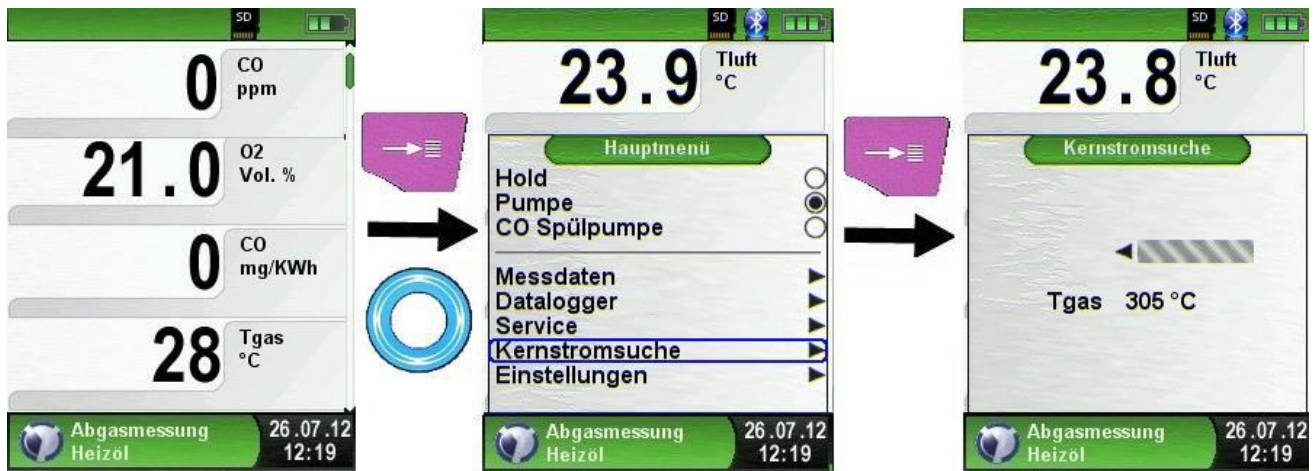 SD
0 CO
ppm
21.0 O2
Vol. %
0 CO
mg/KWh
28 Tgas
°C
Abgasmessung
Heizöl
26.07.12
12:19
SD
23.9 Tluft
°C
Hauptmenü
Hold
Pumpe
CO Spülpumpe
Messdaten
Datalogger
Service
Kernstromsuche
Einstellungen
Abgasmessung
Heizöl
26.07.12
12:19
SD
23.8 Tluft
°C
Kernstromsuche
Tgas 305 °C
Abgasmessung
Heizöl
26.07.12
12:19